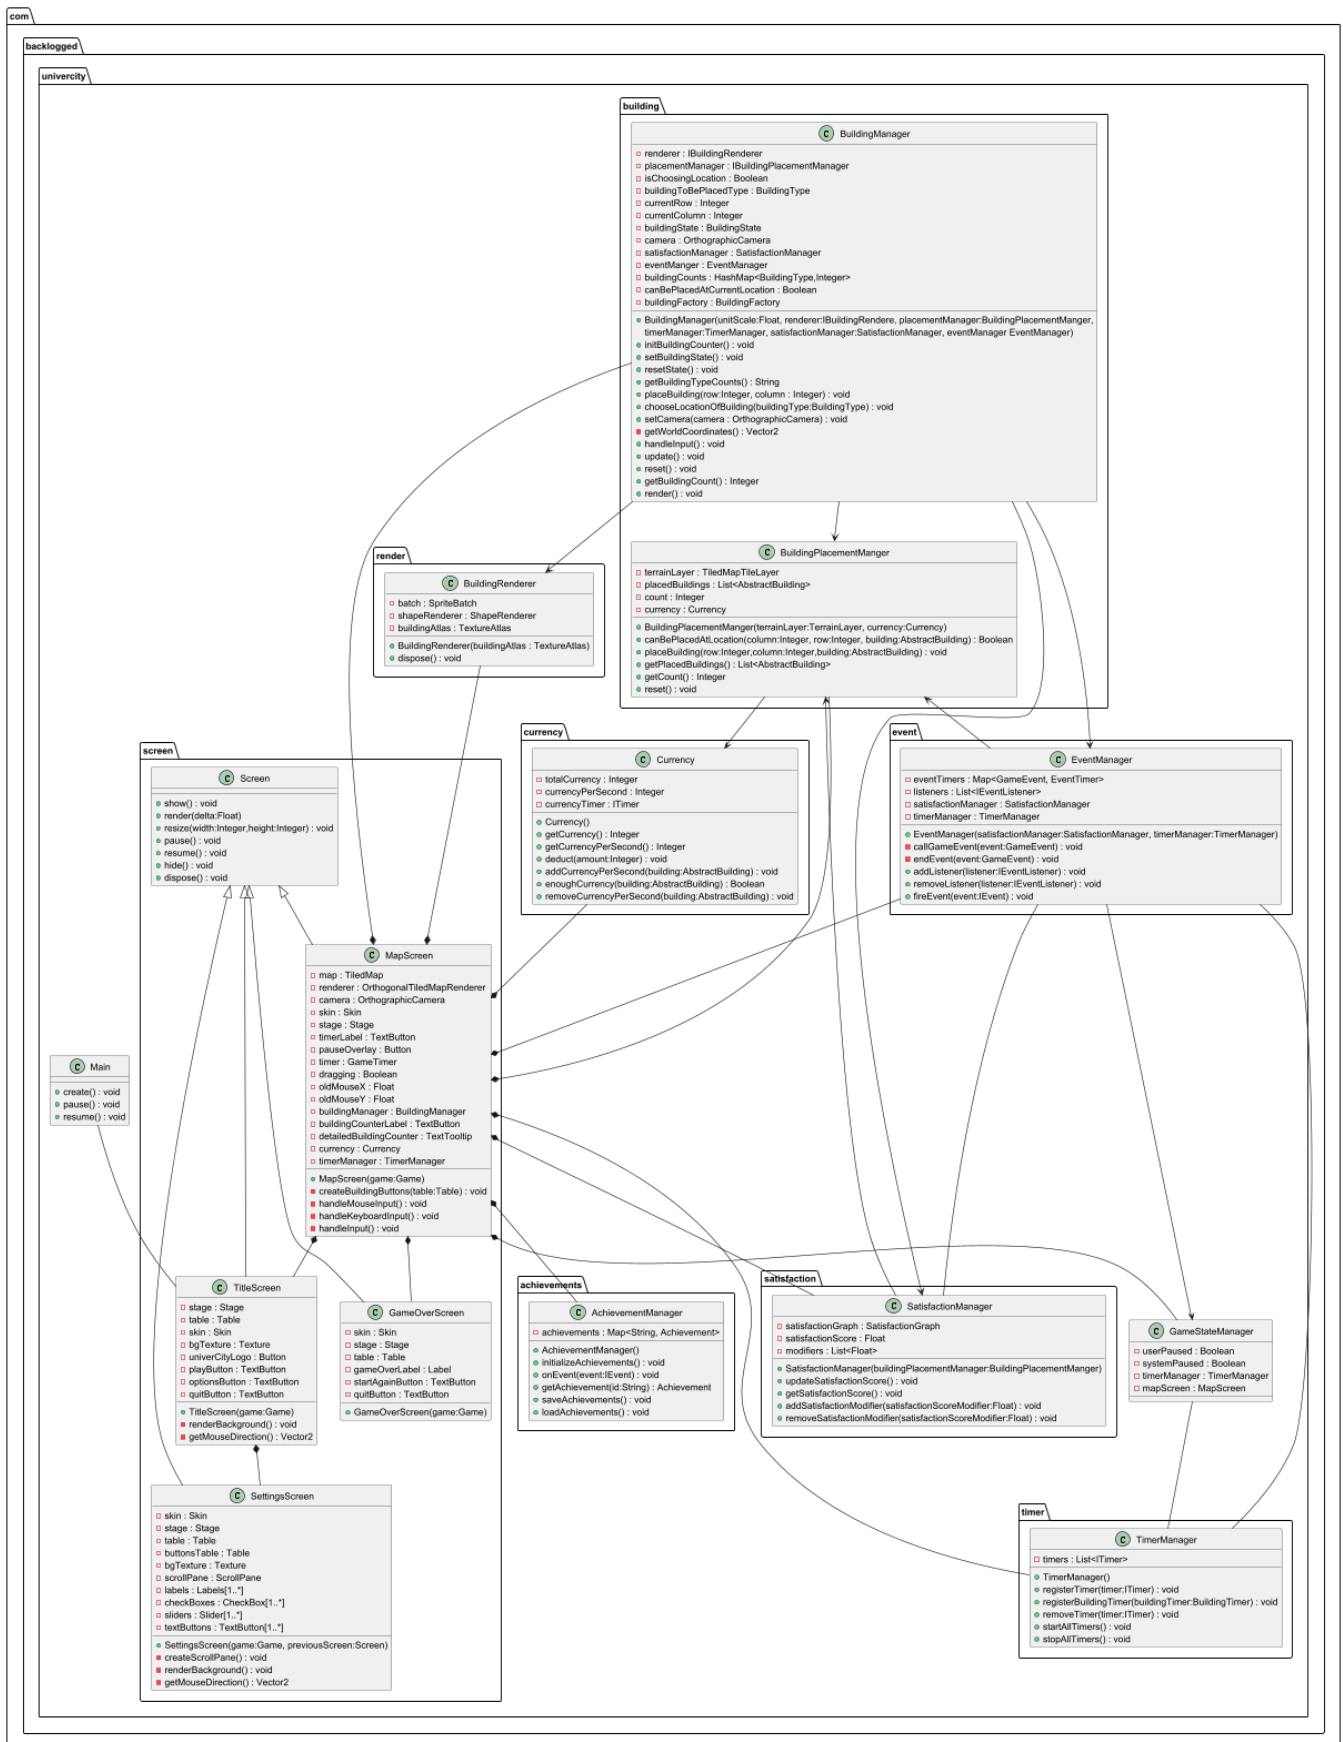 com
backlogged
univercity
building
C BuildingManager
renderer : IBuildingRenderer
placementManager : IBuildingPlacementManager
isChoosingLocation : Boolean
buildingToBePlacedType : BuildingType
currentRow : Integer
currentColumn : Integer
buildingState : BuildingState
camera : OrthographicCamera
satisfactionManager : SatisfactionManager
eventManger : EventManager
buildingCounts : HashMap<BuildingType,Integer>
canBePlacedAtCurrentLocation : Boolean
buildingFactory : BuildingFactory
BuildingManager(unitScale:Float, renderer:IBuildingRendere, placementManager:BuildingPlacementManger,
timerManager:TimerManager, satisfactionManager:SatisfactionManager, eventManager EventManager)
initBuildingCounter() : void
setBuildingState() : void
resetState() : void
getBuildingTypeCounts() : String
placeBuilding(row:Integer, column : Integer) : void
chooseLocationOfBuilding(buildingType:BuildingType) : void
setCamera(camera : OrthographicCamera) : void
getWorldCoordinates() : Vector2
handleInput() : void
update() : void
reset() : void
getBuildingCount() : Integer
render() : void
C BuildingPlacementManger
terrainLayer : TiledMapTileLayer
placedBuildings : List<AbstractBuilding>
count : Integer
currency : Currency
BuildingPlacementManger(terrainLayer:TerrainLayer, currency:Currency)
canBePlacedAtLocation(column:Integer, row:Integer, building:AbstractBuilding) : Boolean
placeBuilding(row:Integer,column:Integer,building:AbstractBuilding) : void
getPlacedBuildings() : List<AbstractBuilding>
getCount() : Integer
reset() : void
render
C BuildingRenderer
batch : SpriteBatch
shapeRenderer : ShapeRenderer
buildingAtlas : TextureAtlas
BuildingRenderer(buildingAtlas : TextureAtlas)
dispose() : void
currency
C Currency
totalCurrency : Integer
currencyPerSecond : Integer
currencyTimer : ITimer
Currency()
getCurrency() : Integer
getCurrencyPerSecond() : Integer
deduct(amount:Integer) : void
addCurrencyPerSecond(building:AbstractBuilding) : void
enoughCurrency(building:AbstractBuilding) : Boolean
removeCurrencyPerSecond(building:AbstractBuilding) : void
event
C EventManager
eventTimers : Map<GameEvent, EventTimer>
listeners : List<IEventListener>
satisfactionManager : SatisfactionManager
timerManager : TimerManager
EventManager(satisfactionManager:SatisfactionManager, timerManager:TimerManager)
callGameEvent(event:GameEvent) : void
endEvent(event:GameEvent) : void
addListener(listener:IEventListener) : void
removeListener(listener:IEventListener) : void
fireEvent(event:IEvent) : void
screen
C Screen
show() : void
render(delta:Float)
resize(width:Integer,height:Integer) : void
pause() : void
resume() : void
hide() : void
dispose() : void
C MapScreen
map : TiledMap
renderer : OrthogonalTiledMapRenderer
camera : OrthographicCamera
skin : Skin
stage : Stage
timerLabel : TextButton
pauseOverlay : Button
timer : GameTimer
dragging : Boolean
oldMouseX : Float
oldMouseY : Float
buildingManager : BuildingManager
buildingCounterLabel : TextButton
detailedBuildingCounter : TextTooltip
currency : Currency
timerManager : TimerManager
MapScreen(game:Game)
createBuildingButtons(table:Table) : void
handleMouseInput() : void
handleKeyboardInput() : void
handleInput() : void
C Main
create() : void
pause() : void
resume() : void
C TitleScreen
stage : Stage
table : Table
skin : Skin
bgTexture : Texture
univerCityLogo : Button
playButton : TextButton
optionsButton : TextButton
quitButton : TextButton
TitleScreen(game:Game)
renderBackground() : void
getMouseDirection() : Vector2
C GameOverScreen
skin : Skin
stage : Stage
table : Table
gameOverLabel : Label
startAgainButton : TextButton
quitButton : TextButton
GameOverScreen(game:Game)
C SettingsScreen
skin : Skin
stage : Stage
table : Table
buttonsTable : Table
bgTexture : Texture
scrollPane : ScrollPane
labels : Labels[1..*]
checkBoxes : CheckBox[1..*]
sliders : Slider[1..*]
textButtons : TextButton[1..*]
SettingsScreen(game:Game, previousScreen:Screen)
createScrollPane() : void
renderBackground() : void
getMouseDirection() : Vector2
achievements
C AchievementManager
achievements : Map<String, Achievement>
AchievementManager()
initializeAchievements() : void
onEvent(event:IEvent) : void
getAchievement(id:String) : Achievement
saveAchievements() : void
loadAchievements() : void
satisfaction
C SatisfactionManager
satisfactionGraph : SatisfactionGraph
satisfactionScore : Float
modifiers : List<Float>
SatisfactionManager(buildingPlacementManager:BuildingPlacementManger)
updateSatisfactionScore() : void
getSatisfactionScore() : void
addSatisfactionModifier(satisfactionScoreModifier:Float) : void
removeSatisfactionModifier(satisfactionScoreModifier:Float) : void
C GameStateManager
userPaused : Boolean
systemPaused : Boolean
timerManager : TimerManager
mapScreen : MapScreen
timer
C TimerManager
timers : List<ITimer>
TimerManager()
registerTimer(timer:ITimer) : void
registerBuildingTimer(buildingTimer:BuildingTimer) : void
removeTimer(timer:ITimer) : void
startAllTimers() : void
stopAllTimers() : void